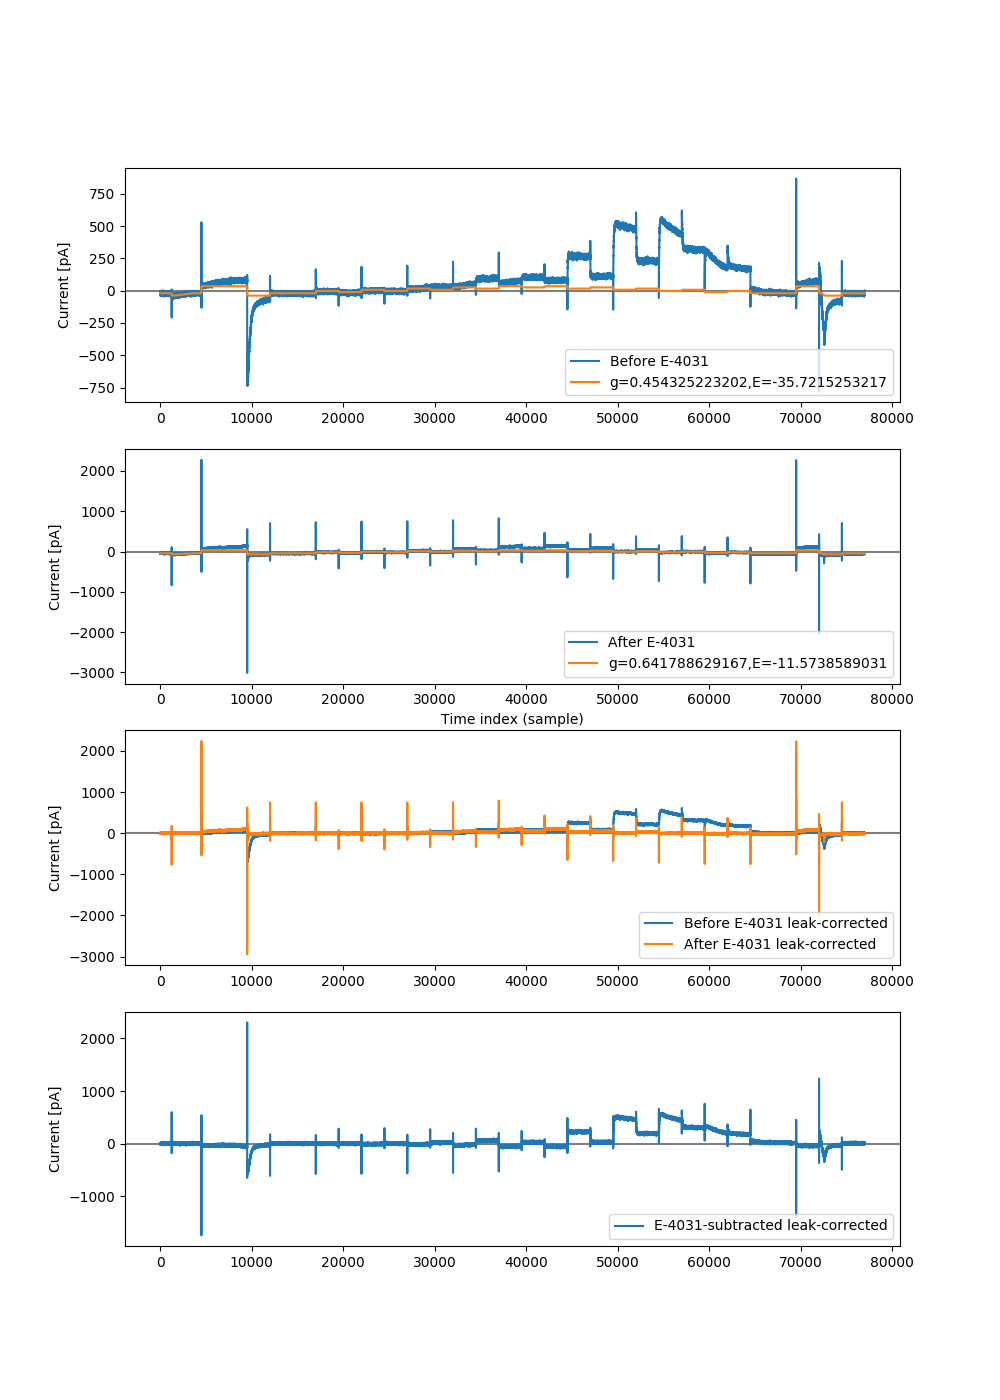 750
500
250
0
−250
−500
−750
Current [pA]
Before E-4031
g=0.454325223202,E=-35.7215253217
0 10000 20000 30000 40000 50000 60000 70000 80000
2000
1000
0
−1000
−2000
−3000
Current [pA]
After E-4031
g=0.641788629167,E=-11.5738589031
0 10000 20000 30000 40000 50000 60000 70000 80000
Time index (sample)
2000
1000
0
−1000
−2000
−3000
Current [pA]
Before E-4031 leak-corrected
After E-4031 leak-corrected
0 10000 20000 30000 40000 50000 60000 70000 80000
2000
1000
0
−1000
Current [pA]
E-4031-subtracted leak-corrected
0 10000 20000 30000 40000 50000 60000 70000 80000